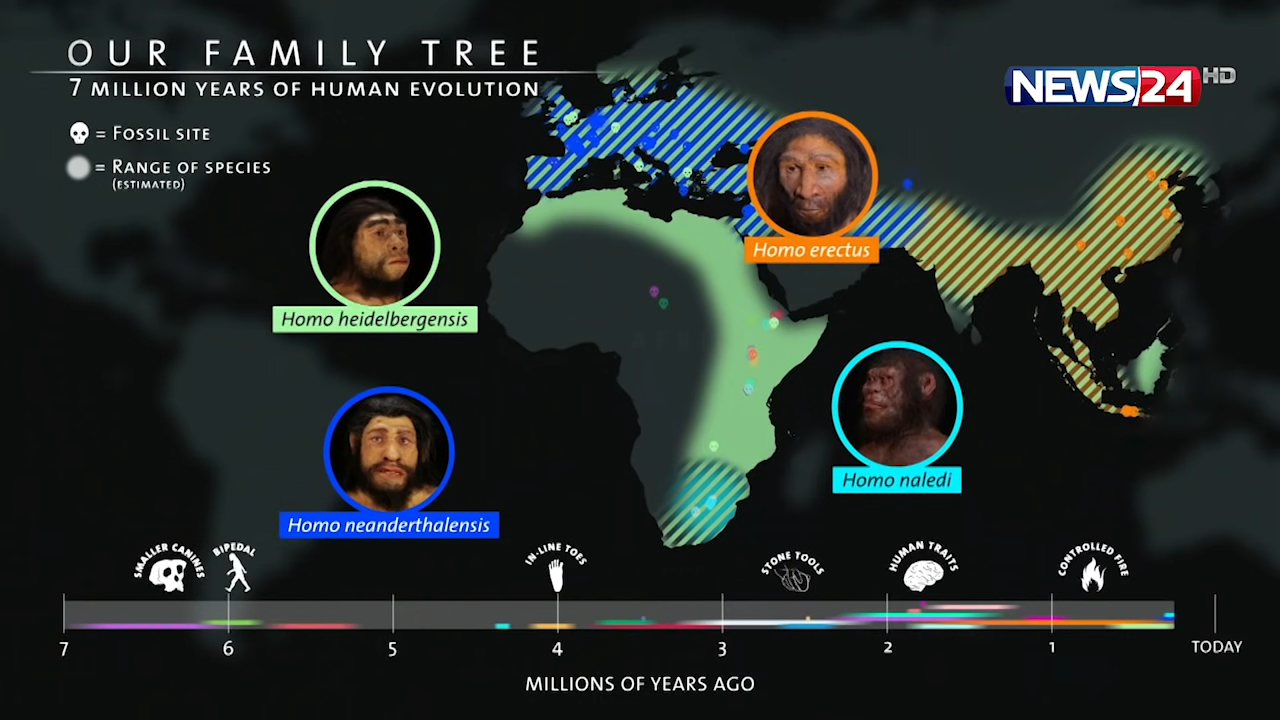 OUR FAMILY TREE
7 MILLION YEARS OF HUMAN EVOLUTION
= FOSSIL SITE
= RANGE OF SPECIES
(ESTIMATED)
NEWS24 HD
Homo erectus
Homo heidelbergensis
Homo naledi
Homo neanderthalensis
SMALLER CANINES
BIPEDAL
IN-LINE TOES
STONE TOOLS
HUMAN TRAITS
CONTROLLED FIRE
7 6 5 4 3 2 1 TODAY
MILLIONS OF YEARS AGO